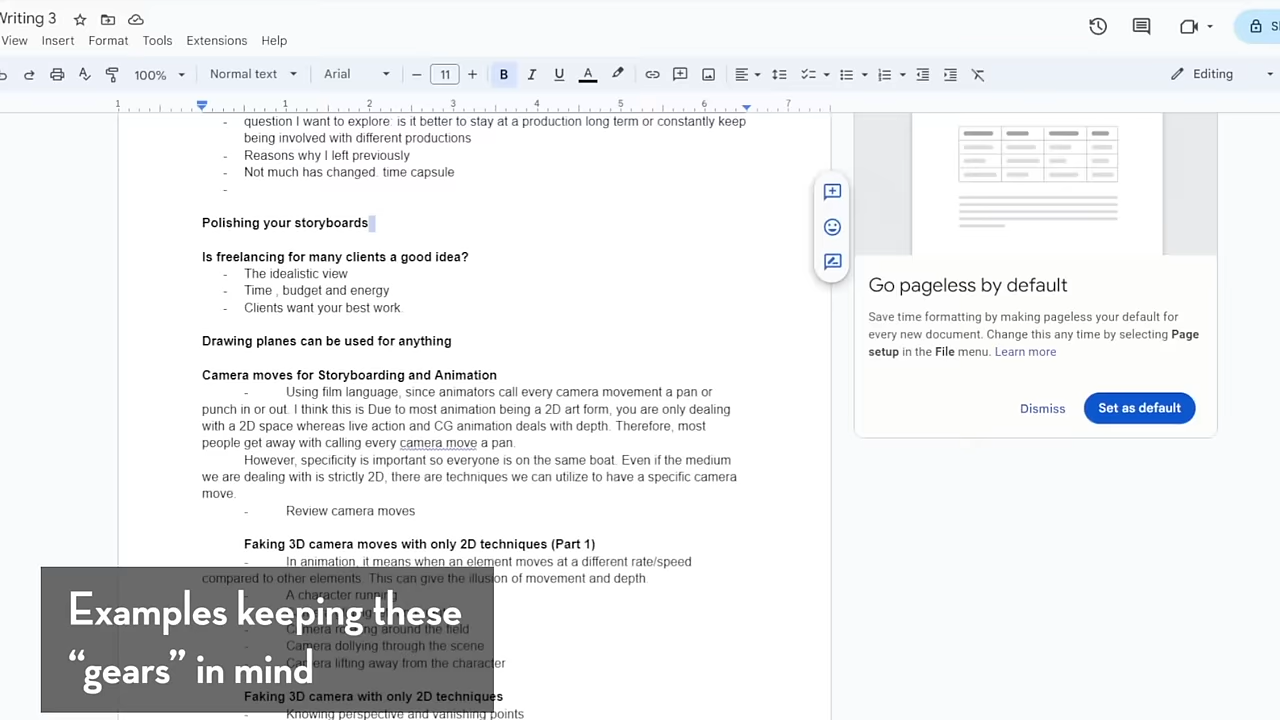 Writing 3
View Insert Format Tools Extensions Help
100% Normal text Arial 11 B I U A Editing
1 1 2 3 4 5 6 7
- question I want to explore: is it better to stay at a production long term or constantly keep
being involved with different productions
- Reasons why I left previously
- Not much has changed. time capsule
-
Polishing your storyboards
Is freelancing for many clients a good idea?
- The idealistic view
- Time , budget and energy
- Clients want your best work.
Drawing planes can be used for anything
Camera moves for Storyboarding and Animation
- Using film language, since animators call every camera movement a pan or
punch in or out. I think this is Due to most animation being a 2D art form, you are only dealing
with a 2D space whereas live action and CG animation deals with depth. Therefore, most
people get away with calling every camera move a pan.
However, specificity is important so everyone is on the same boat. Even if the medium
we are dealing with is strictly 2D, there are techniques we can utilize to have a specific camera
move.
- Review camera moves
Faking 3D camera moves with only 2D techniques (Part 1)
- In animation, it means when an element moves at a different rate/speed
compared to other elements. This can give the illusion of movement and depth
- A character running
- Camera around the field
- Camera dollying through the scene
- Camera lifting away from the character
Faking 3D camera with only 2D techniques
- Knowing perspective and vanishing points
Go pageless by default
Save time formatting by making pageless your default for
every new document. Change this any time by selecting Page
setup in the File menu. Learn more
Dismiss Set as default
Examples keeping these
“gears” in mind